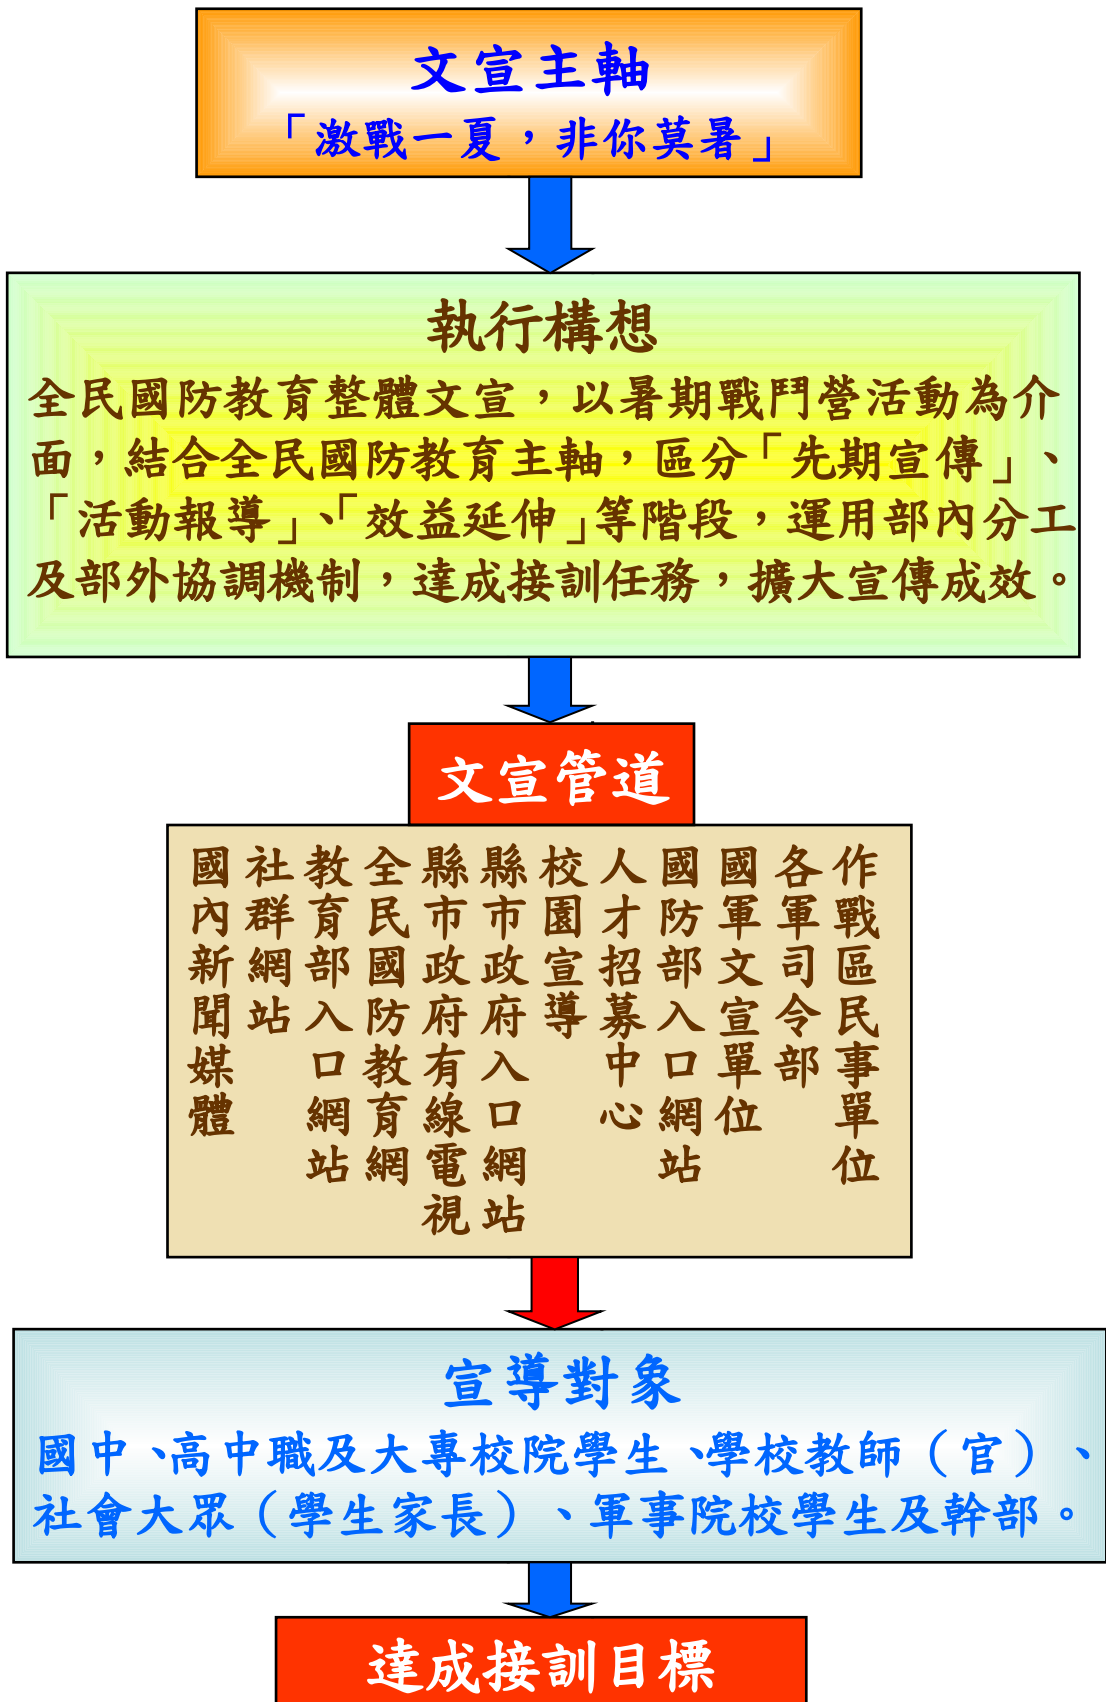 文宣主軸
「激戰一夏，非你莫暑」
執行構想
全民國防教育整體文宣，以暑期戰鬥營活動為介
面，結合全民國防教育主軸，區分「先期宣傳」、
「活動報導」、「效益延伸」等階段，運用部內分工
及部外協調機制，達成接訓任務，擴大宣傳成效。
文宣管道
作戰區民事單位
各軍司令部
國軍文宣單位
國防部入口網站
人才招募中心
校園宣導
縣市政府入口網站
縣市政府有線電視
全民國防教育網
教育部入口網站
社群網站
國內新聞媒體
宣導對象
國中、高中職及大專校院學生、學校教師（官）、
社會大眾（學生家長）、軍事院校學生及幹部。
達成接訓目標